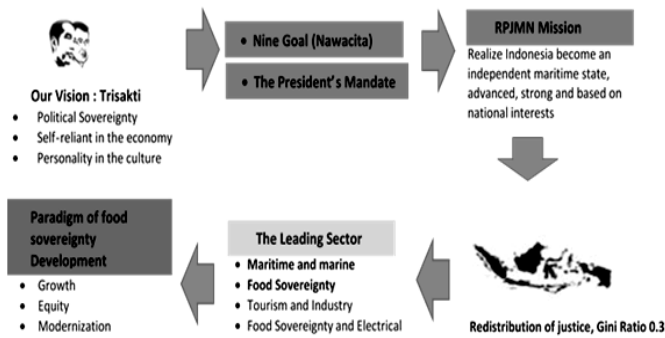 Our Vision : Trisakti
• Political Sovereignty
• Self-reliant in the economy
• Personality in the culture
• Nine Goal (Nawacita)
• The President's Mandate
RPJMN Mission
Realize Indonesia become an
independent maritime state,
advanced, strong and based on
national interests
Redistribution of justice, Gini Ratio 0.3
The Leading Sector
• Maritime and marine
• Food Sovereignty
• Tourism and Industry
• Food Sovereignty and Electrical
Paradigm of food
sovereignty
Development
• Growth
• Equity
• Modernization